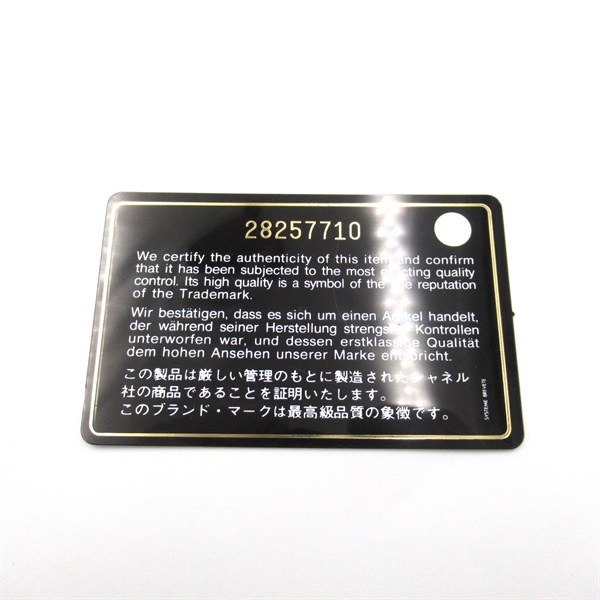 28257710
We certify the authenticity of this item and confirm
that it has been subjected to the most exacting quality
control. Its high quality is a symbol of the reputation
of the Trademark.
Wir bestätigen, dass es sich um einen Artikel handelt,
der während seiner Herstellung strengsten Kontrollen
unterworfen war, und dessen erstklassige Qualität
dem hohen Ansehen unserer Marke entspricht.
この製品は厳しい管理のもとに製造されたシャネル
社の商品であることを証明いたします。
このブランド・マークは最高級品質の象徴です。
SYSTEME BREVETE